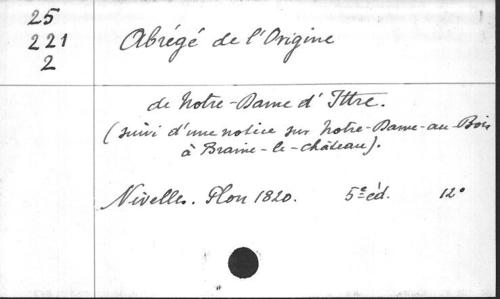 25
221
2
Abrégé de l'Origine
de Notre-Dame d'Ittre.
(suivi d'une notice sur Notre-Dame-au-Bois
à Braine-le-château).
Nivelles. Plon 1820. 5e éd. 12°